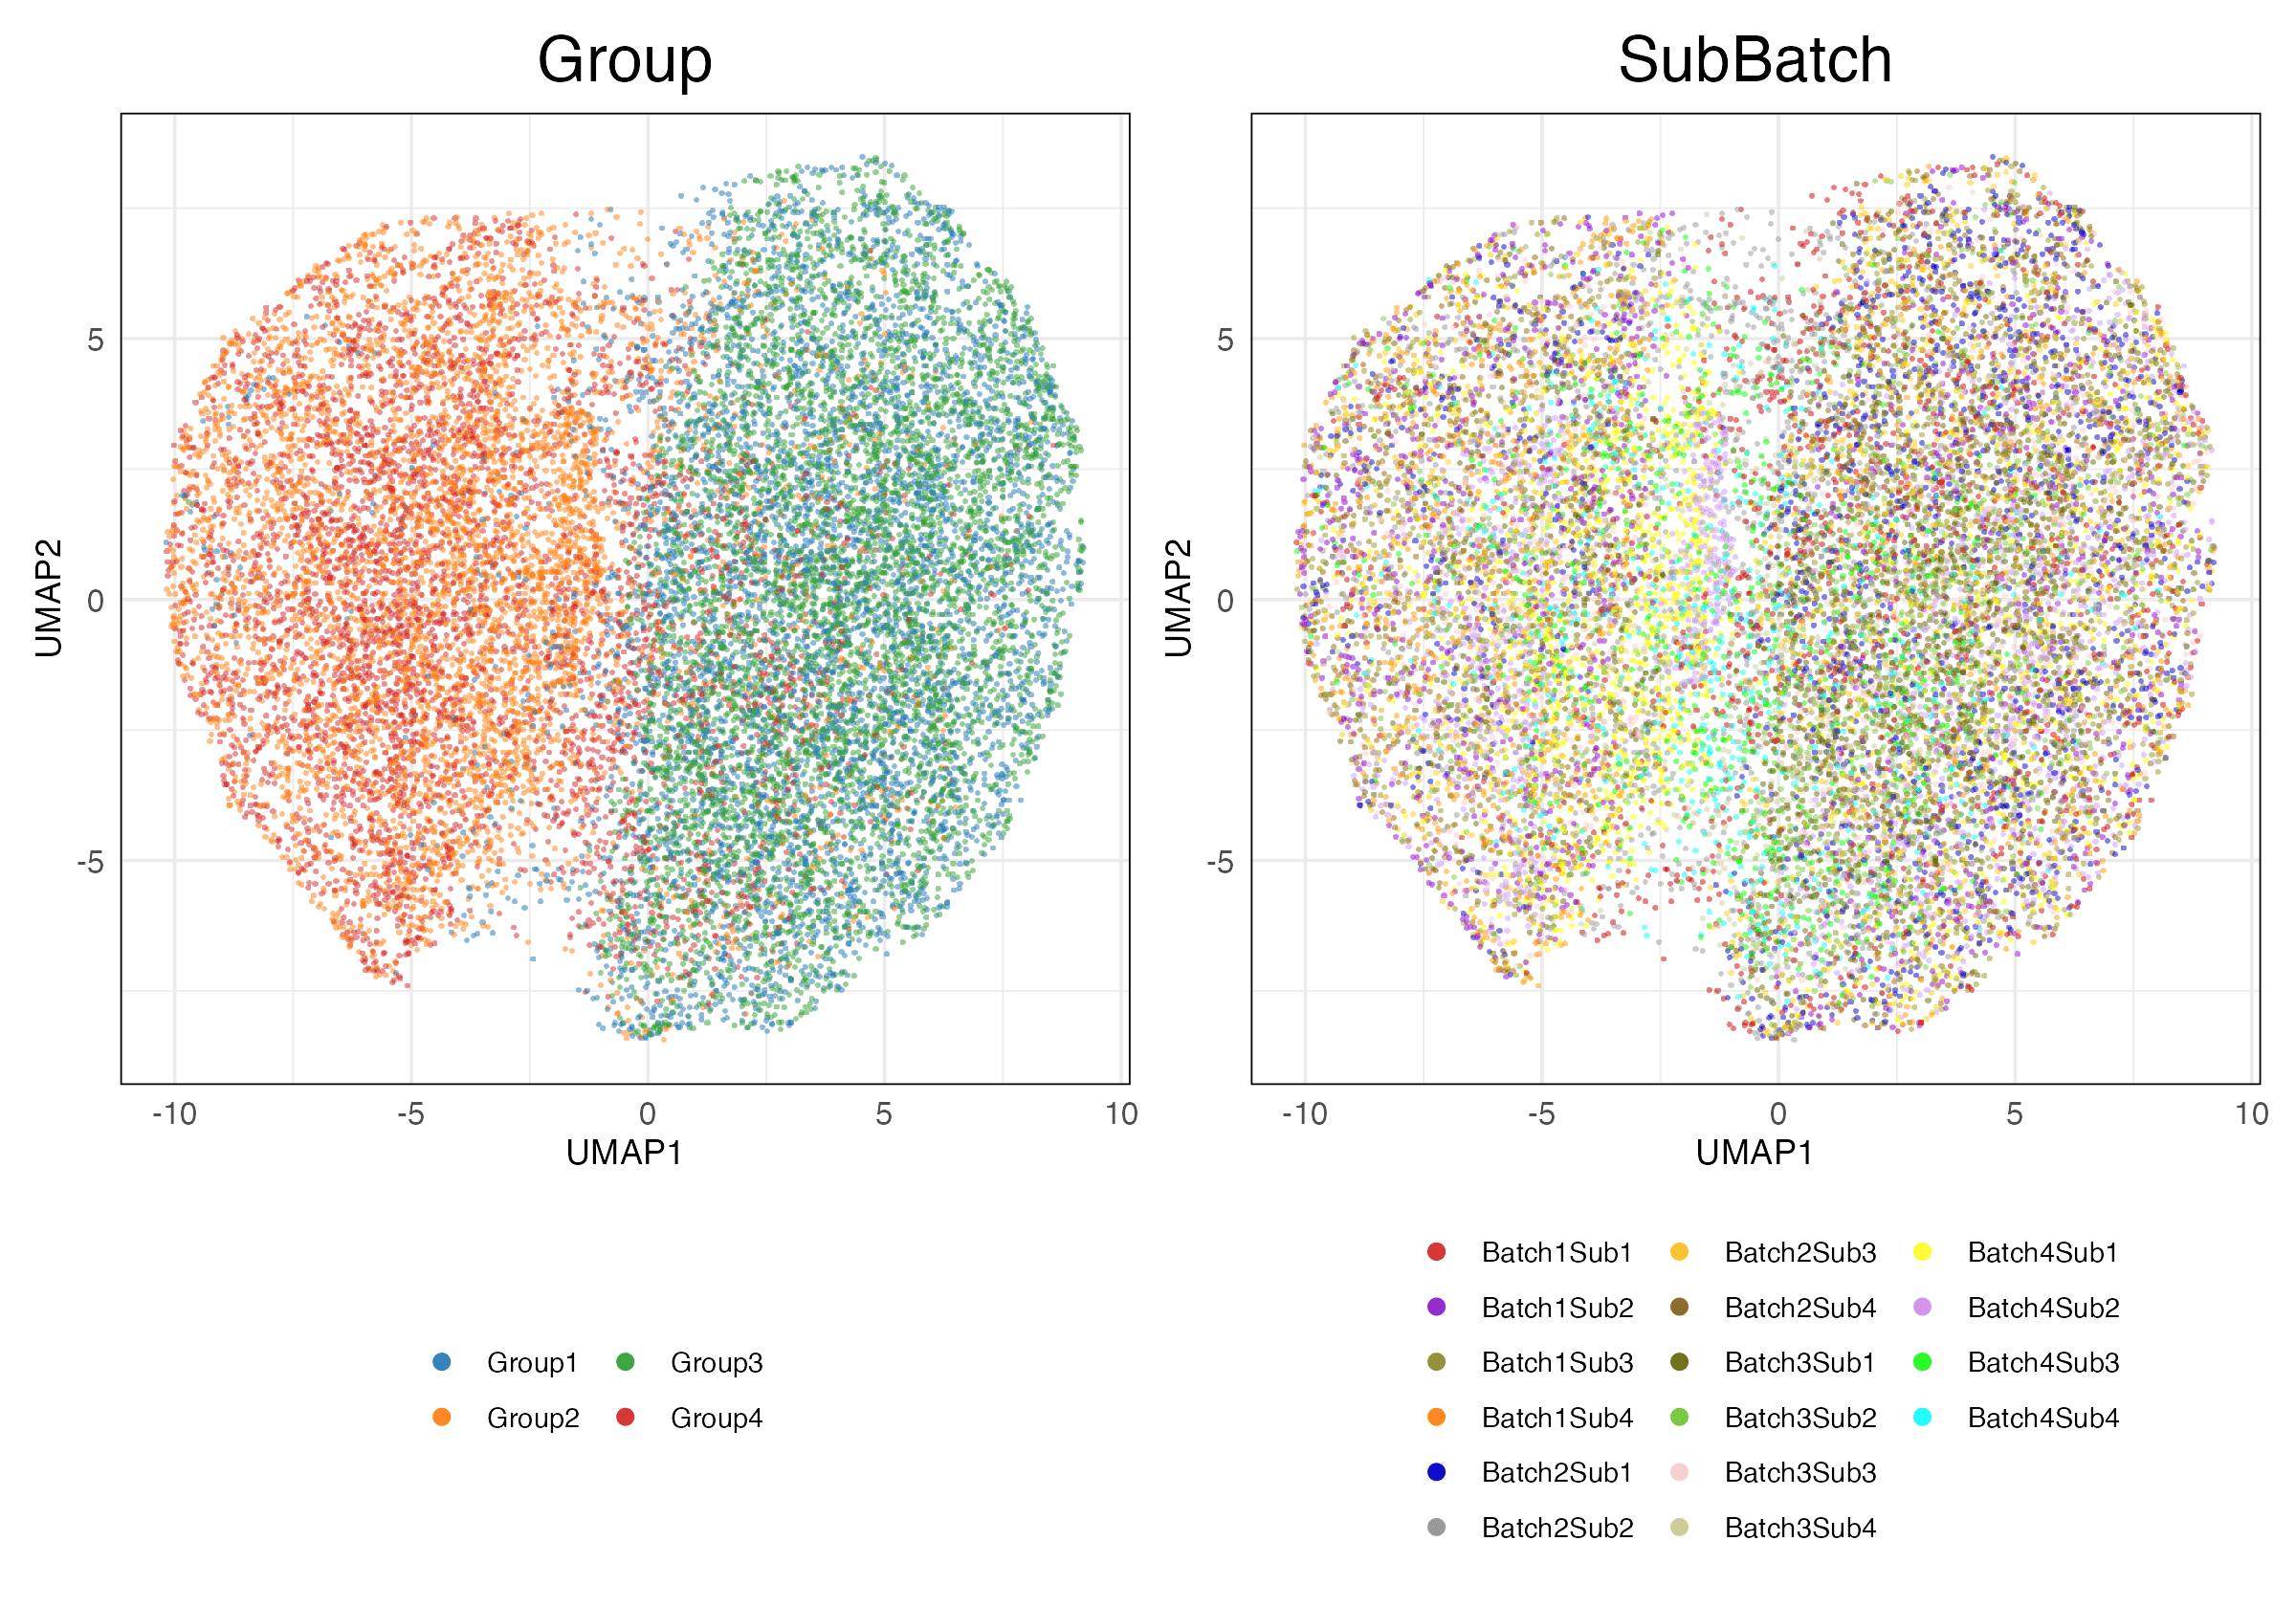 Group
5
0
-5
UMAP2
-10 -5 0 5 10
UMAP1
Group1 Group3
Group2 Group4
SubBatch
5
0
-5
UMAP2
-10 -5 0 5 10
UMAP1
Batch1Sub1 Batch2Sub3 Batch4Sub1
Batch1Sub2 Batch2Sub4 Batch4Sub2
Batch1Sub3 Batch3Sub1 Batch4Sub3
Batch1Sub4 Batch3Sub2 Batch4Sub4
Batch2Sub1 Batch3Sub3
Batch2Sub2 Batch3Sub4